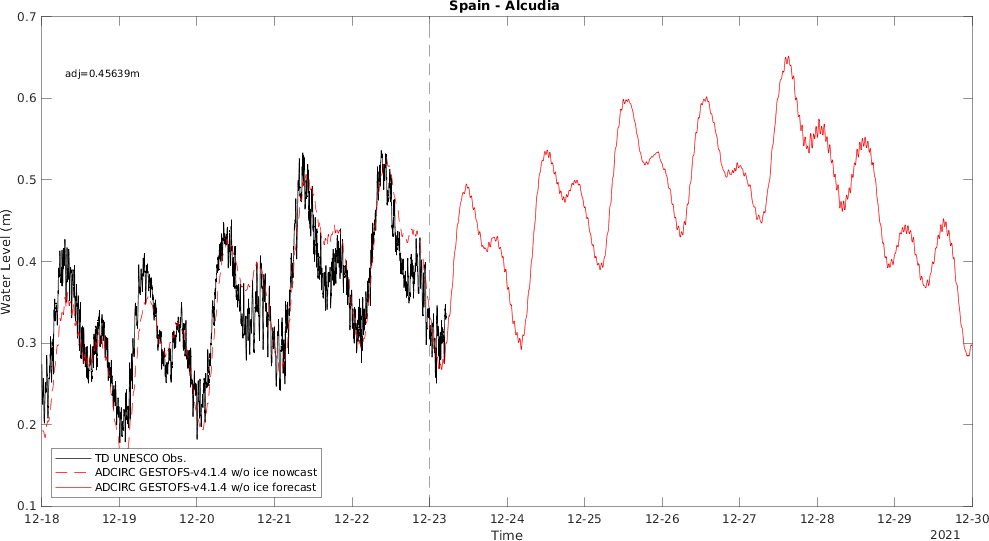 Spain - Alcudia
0.7
adj=0.45639m
0.6
0.5
0.4
0.3
0.2
0.1
Water Level (m)
TD UNESCO Obs.
ADCIRC GESTOFS-v4.1.4 w/o ice nowcast
ADCIRC GESTOFS-v4.1.4 w/o ice forecast
12-18 12-19 12-20 12-21 12-22 12-23 12-24 12-25 12-26 12-27 12-28 12-29 12-30
Time
2021